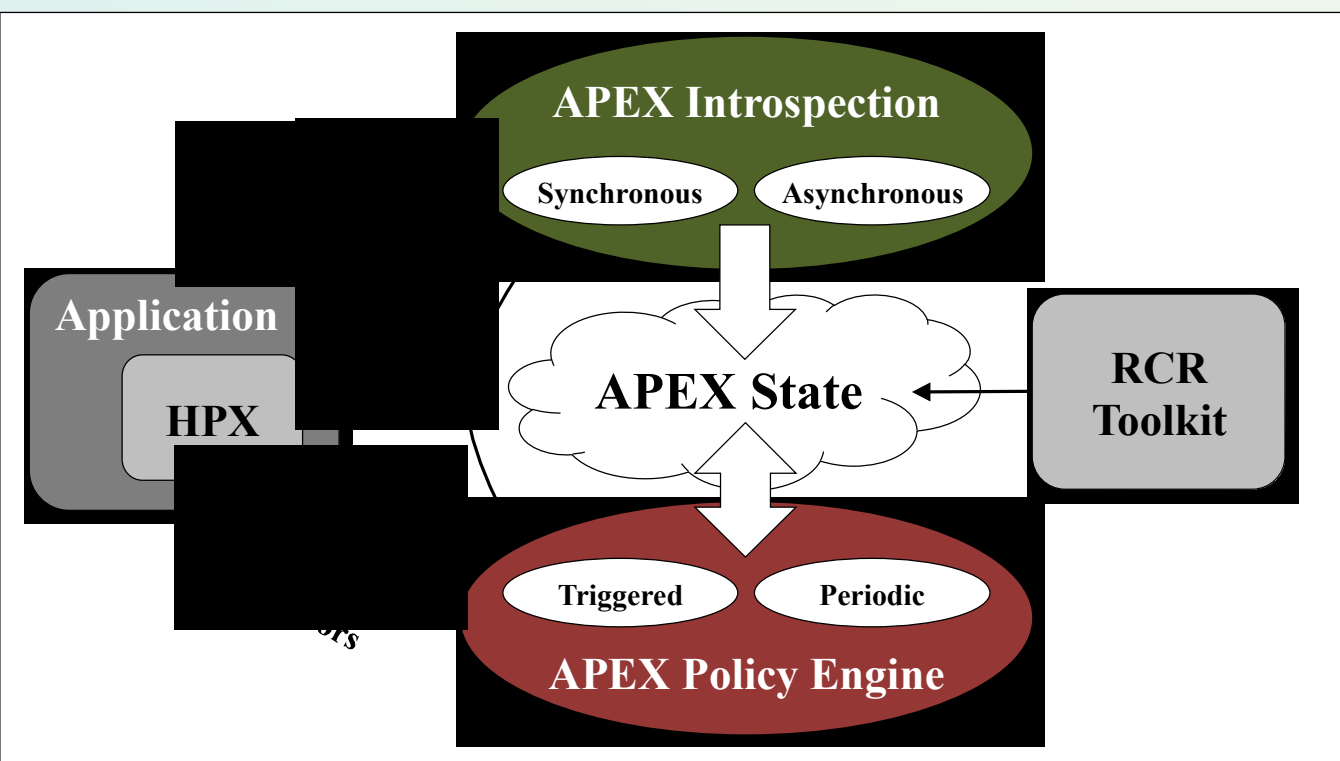 APEX Introspection
Synchronous
Asynchronous
Application
HPX
APEX State
RCR
Toolkit
Triggered
Periodic
APEX Policy Engine